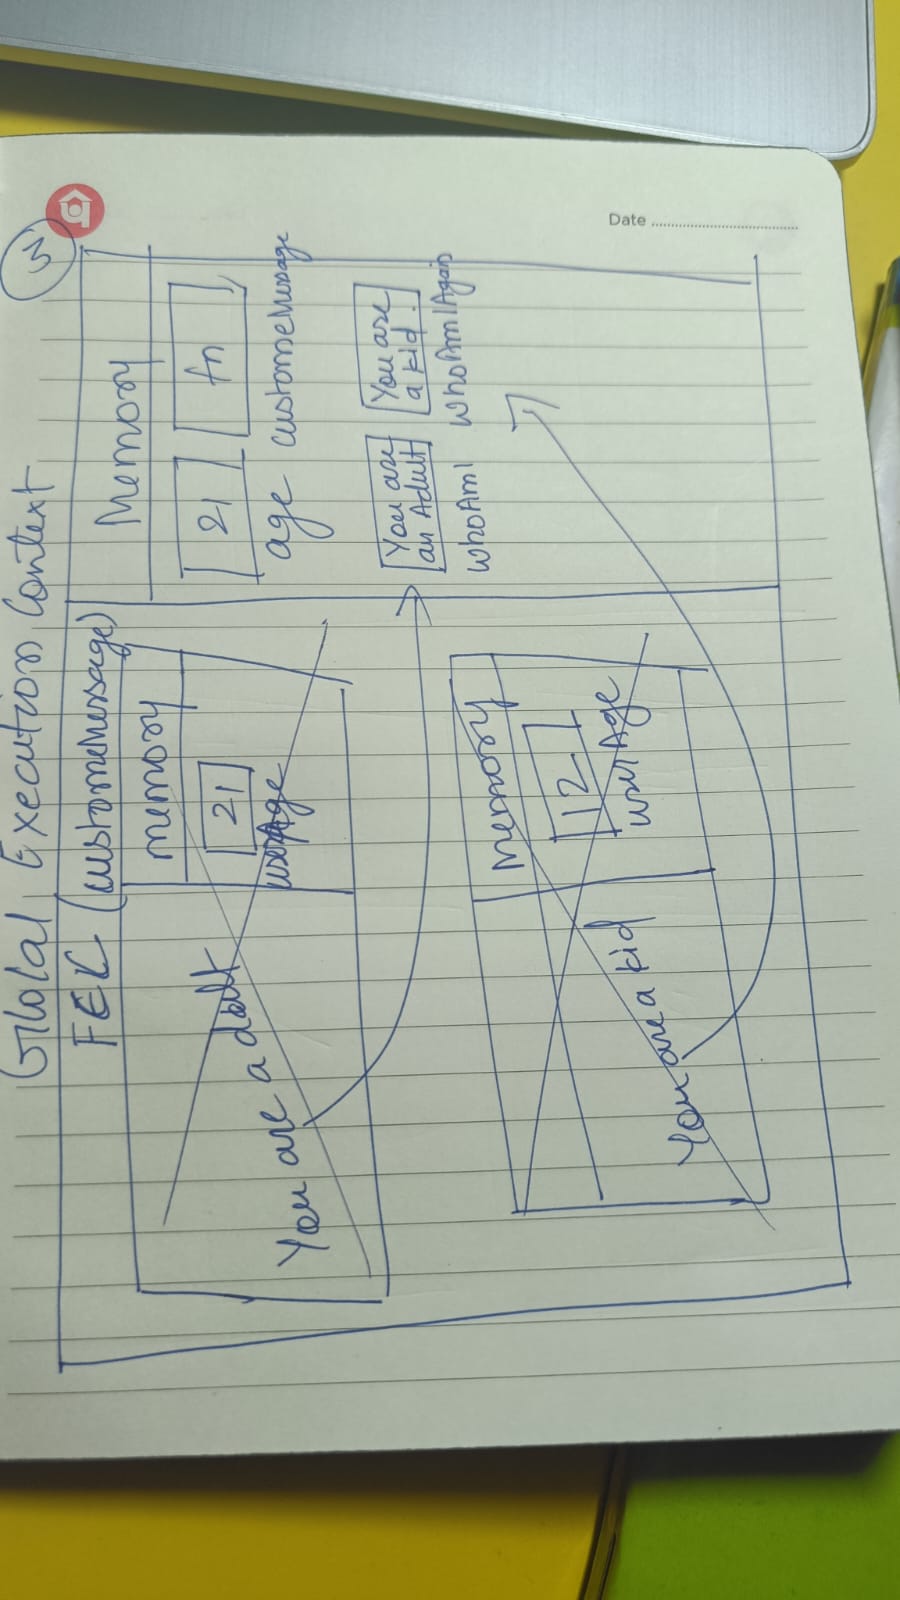 3
Global Execution Context
FEC (customeMessage)
memory
21
userAge
You are a dault
Memory
12
userAge
You are a kid
Memory
21
fn
age
customeMessage
You are
an Adult
whoAmI
You are
a kid.
whoAmIAgain
Date